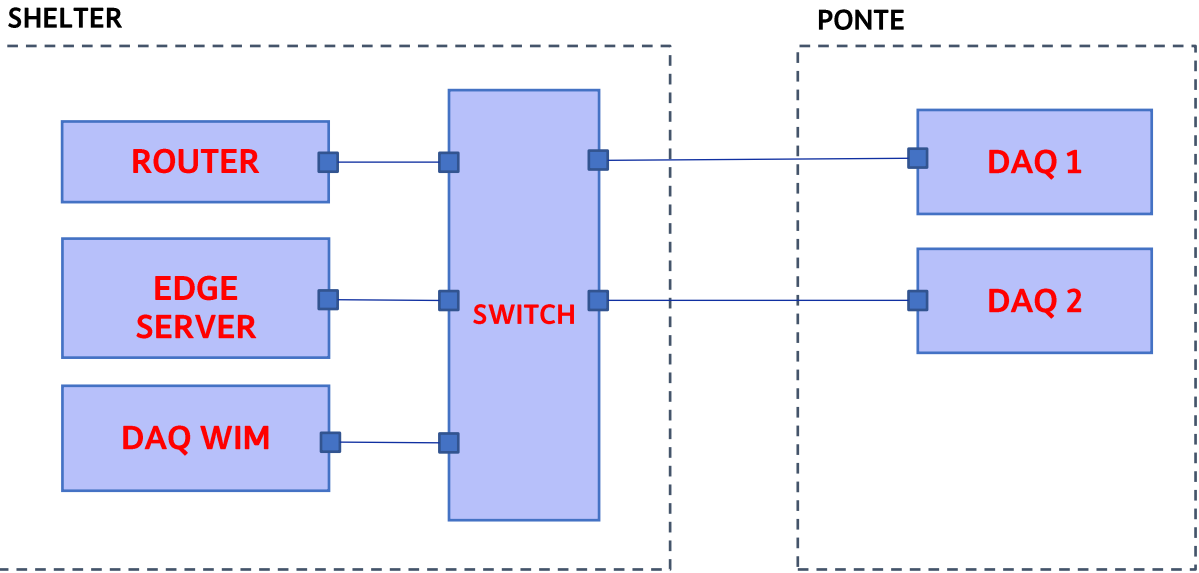 SHELTER
PONTE
ROUTER
DAQ 1
EDGE
SERVER
SWITCH
DAQ 2
DAQ WIM